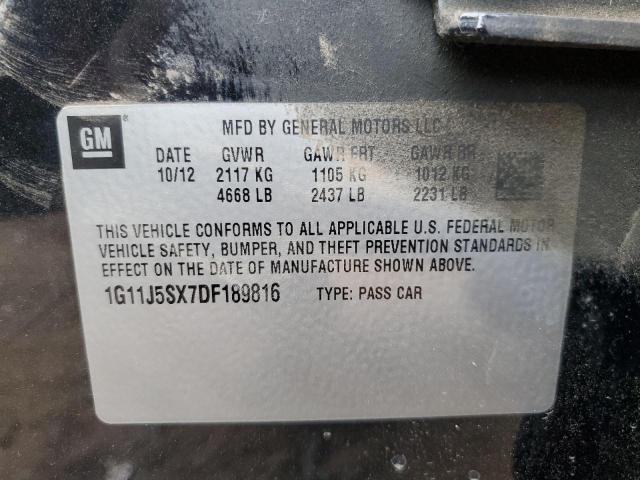 GM ®
MFD BY GENERAL MOTORS LLC
DATE GVWR GAWR FRT GAWR RR
10/12 2117 KG 1105 KG 1012 KG
4668 LB 2437 LB 2231 LB
THIS VEHICLE CONFORMS TO ALL APPLICABLE U.S. FEDERAL MOTOR
VEHICLE SAFETY, BUMPER, AND THEFT PREVENTION STANDARDS IN
EFFECT ON THE DATE OF MANUFACTURE SHOWN ABOVE.
1G11J5SX7DF189816 TYPE: PASS CAR